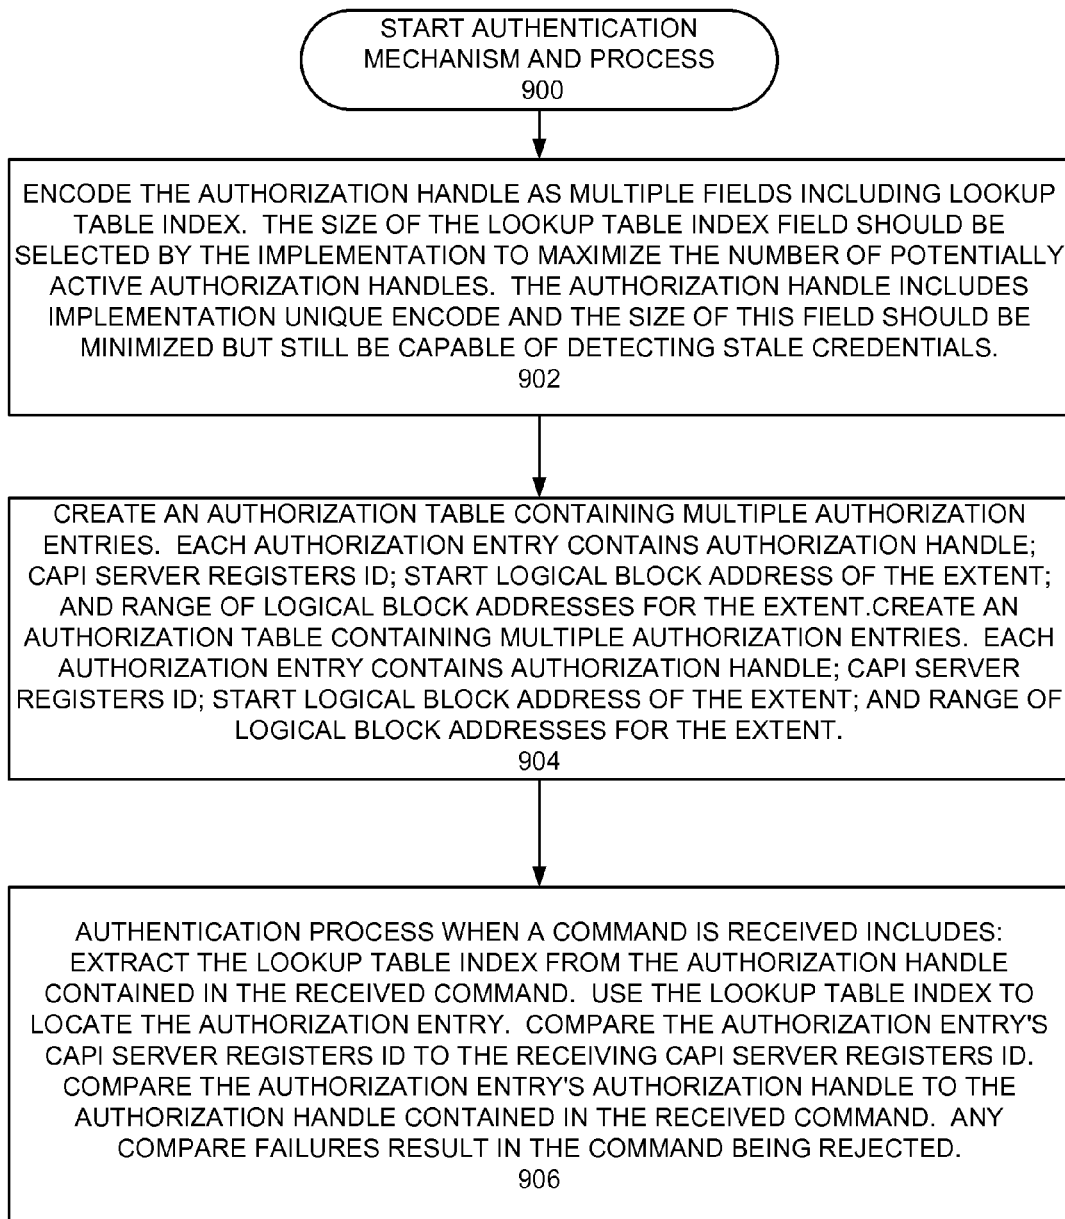 START AUTHENTICATION
MECHANISM AND PROCESS
900
ENCODE THE AUTHORIZATION HANDLE AS MULTIPLE FIELDS INCLUDING LOOKUP
TABLE INDEX.  THE SIZE OF THE LOOKUP TABLE INDEX FIELD SHOULD BE
SELECTED BY THE IMPLEMENTATION TO MAXIMIZE THE NUMBER OF POTENTIALLY
ACTIVE AUTHORIZATION HANDLES.  THE AUTHORIZATION HANDLE INCLUDES
IMPLEMENTATION UNIQUE ENCODE AND THE SIZE OF THIS FIELD SHOULD BE
MINIMIZED BUT STILL BE CAPABLE OF DETECTING STALE CREDENTIALS.
902
CREATE AN AUTHORIZATION TABLE CONTAINING MULTIPLE AUTHORIZATION
ENTRIES.  EACH AUTHORIZATION ENTRY CONTAINS AUTHORIZATION HANDLE;
CAPI SERVER REGISTERS ID; START LOGICAL BLOCK ADDRESS OF THE EXTENT;
AND RANGE OF LOGICAL BLOCK ADDRESSES FOR THE EXTENT.CREATE AN
AUTHORIZATION TABLE CONTAINING MULTIPLE AUTHORIZATION ENTRIES.  EACH
AUTHORIZATION ENTRY CONTAINS AUTHORIZATION HANDLE; CAPI SERVER
REGISTERS ID; START LOGICAL BLOCK ADDRESS OF THE EXTENT; AND RANGE OF
LOGICAL BLOCK ADDRESSES FOR THE EXTENT.
904
AUTHENTICATION PROCESS WHEN A COMMAND IS RECEIVED INCLUDES:
EXTRACT THE LOOKUP TABLE INDEX FROM THE AUTHORIZATION HANDLE
CONTAINED IN THE RECEIVED COMMAND.  USE THE LOOKUP TABLE INDEX TO
LOCATE THE AUTHORIZATION ENTRY.  COMPARE THE AUTHORIZATION ENTRY'S
CAPI SERVER REGISTERS ID TO THE RECEIVING CAPI SERVER REGISTERS ID.
COMPARE THE AUTHORIZATION ENTRY'S AUTHORIZATION HANDLE TO THE
AUTHORIZATION HANDLE CONTAINED IN THE RECEIVED COMMAND.  ANY
COMPARE FAILURES RESULT IN THE COMMAND BEING REJECTED.
906